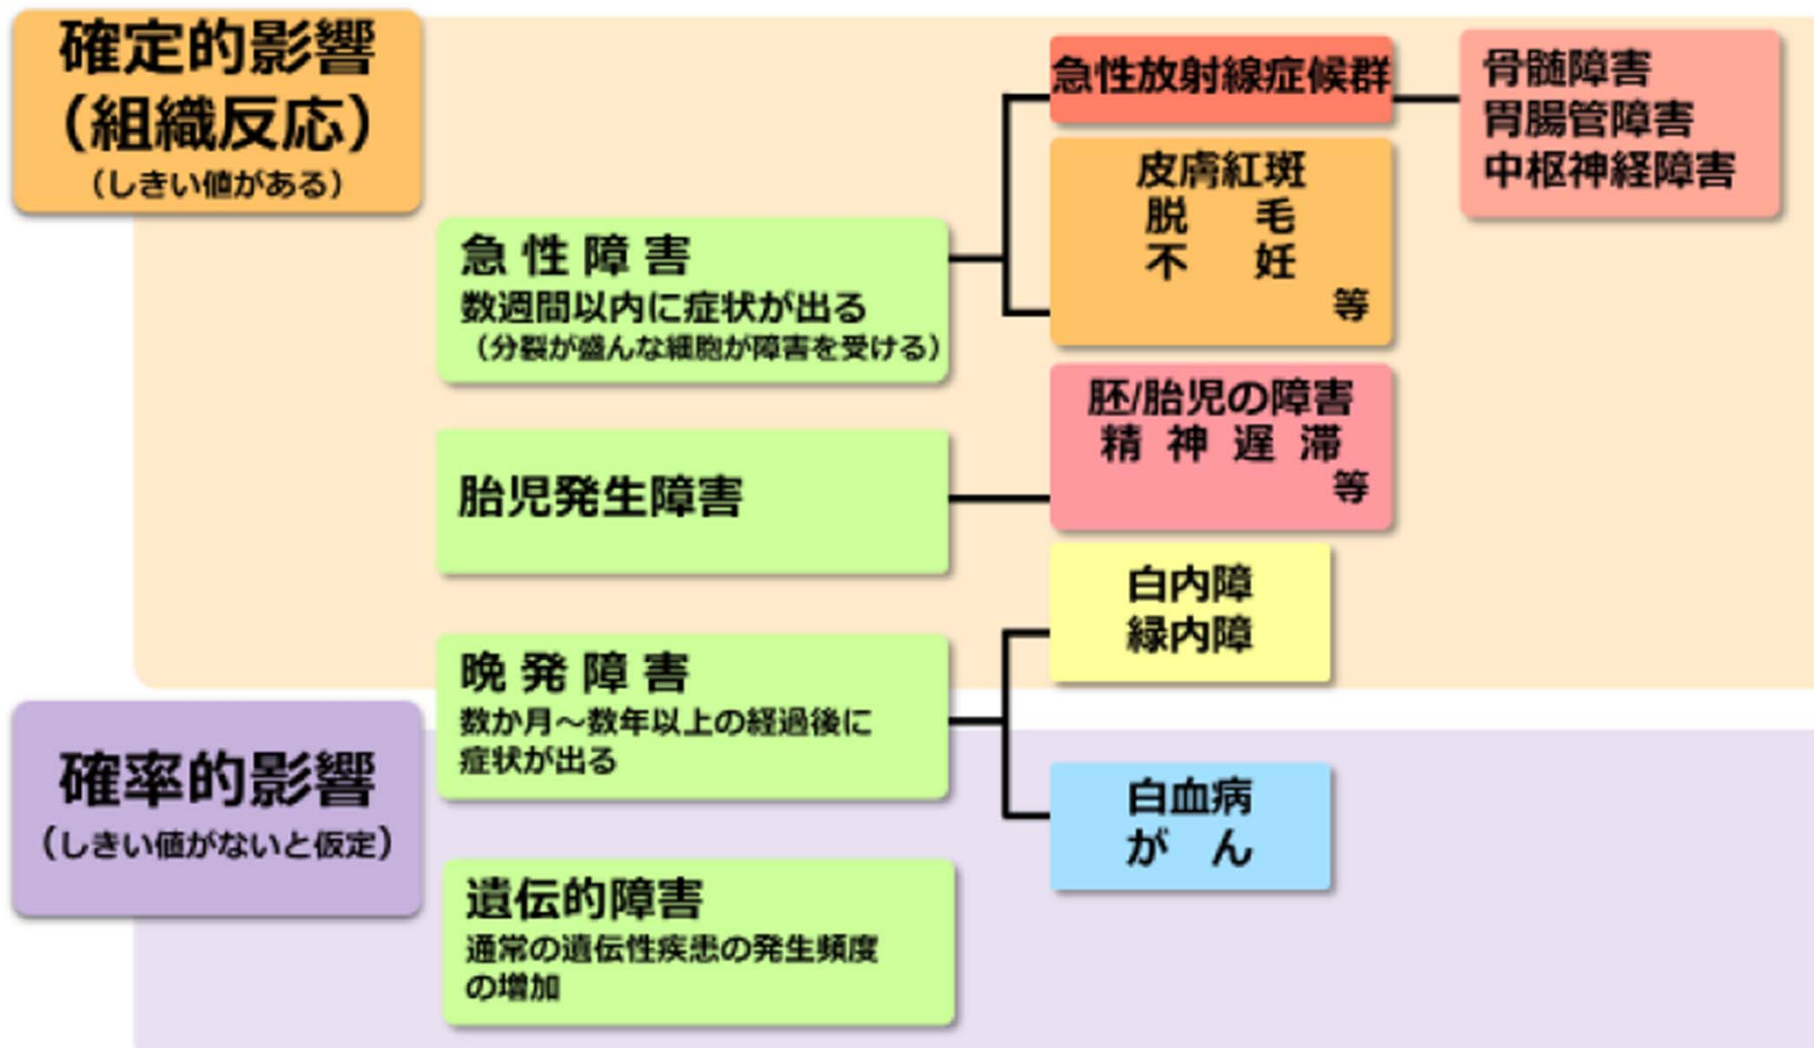 確定的影響
（組織反応）
（しきい値がある）
急性障害
数週間以内に症状が出る
（分裂が盛んな細胞が障害を受ける）
急性放射線症候群
骨髄障害
胃腸管障害
中枢神経障害
皮膚紅斑
脱　毛
不　妊
等
胎児発生障害
胚/胎児の障害
精神遅滞
等
晩発障害
数か月～数年以上の経過後に
症状が出る
白内障
緑内障
確率的影響
（しきい値がないと仮定）
白血病
が　ん
遺伝的障害
通常の遺伝性疾患の発生頻度
の増加